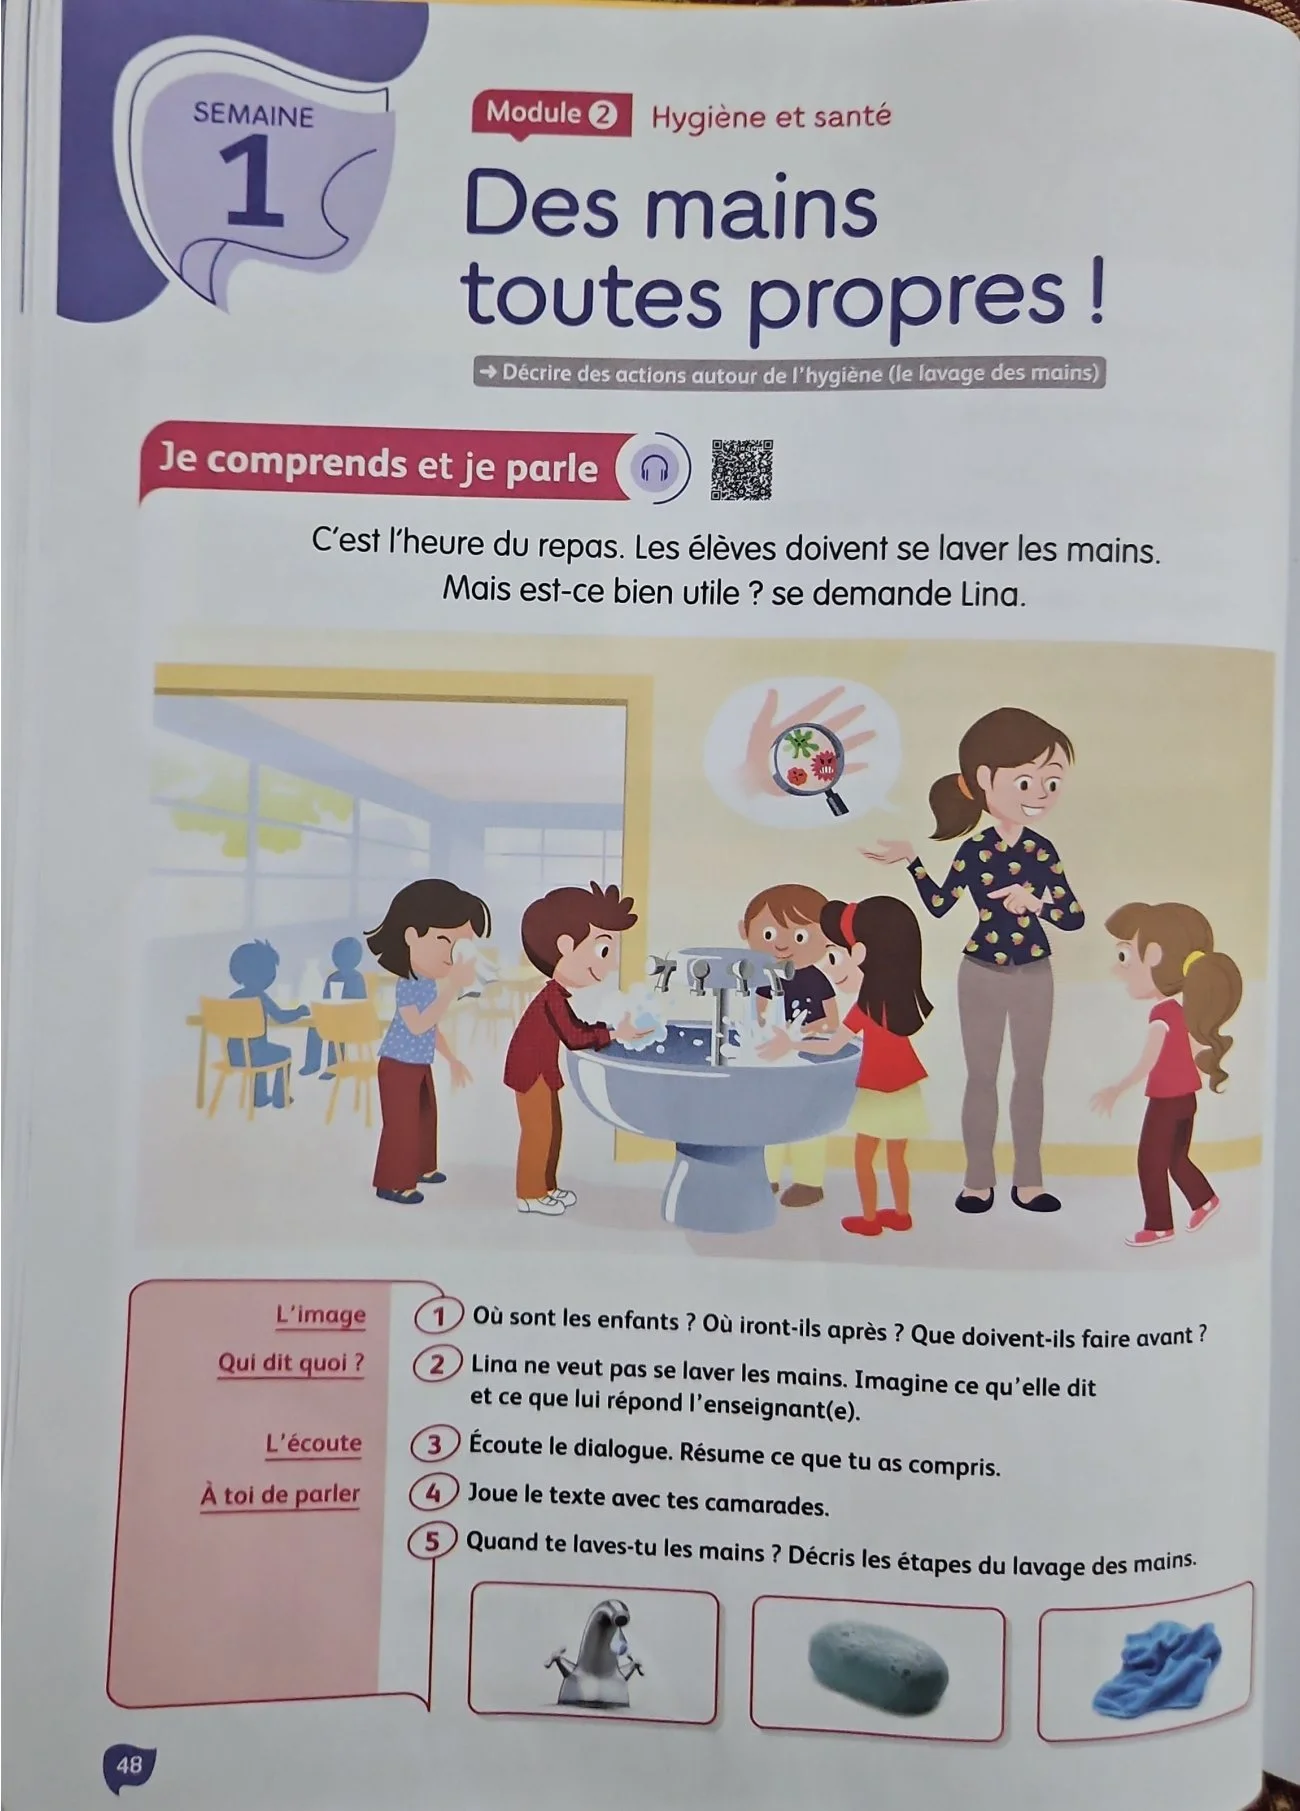 SEMAINE
1
Module 2 Hygiène et santé
Des mains
toutes propres !
→ Décrire des actions autour de l'hygiène (le lavage des mains)
Je comprends et je parle
C'est l'heure du repas. Les élèves doivent se laver les mains.
Mais est-ce bien utile ? se demande Lina.
L'image
1 Où sont les enfants ? Où iront-ils après ? Que doivent-ils faire avant ?
Qui dit quoi ?
2 Lina ne veut pas se laver les mains. Imagine ce qu'elle dit
et ce que lui répond l'enseignant(e).
L'écoute
3 Écoute le dialogue. Résume ce que tu as compris.
À toi de parler
4 Joue le texte avec tes camarades.
5 Quand te laves-tu les mains ? Décris les étapes du lavage des mains.
48